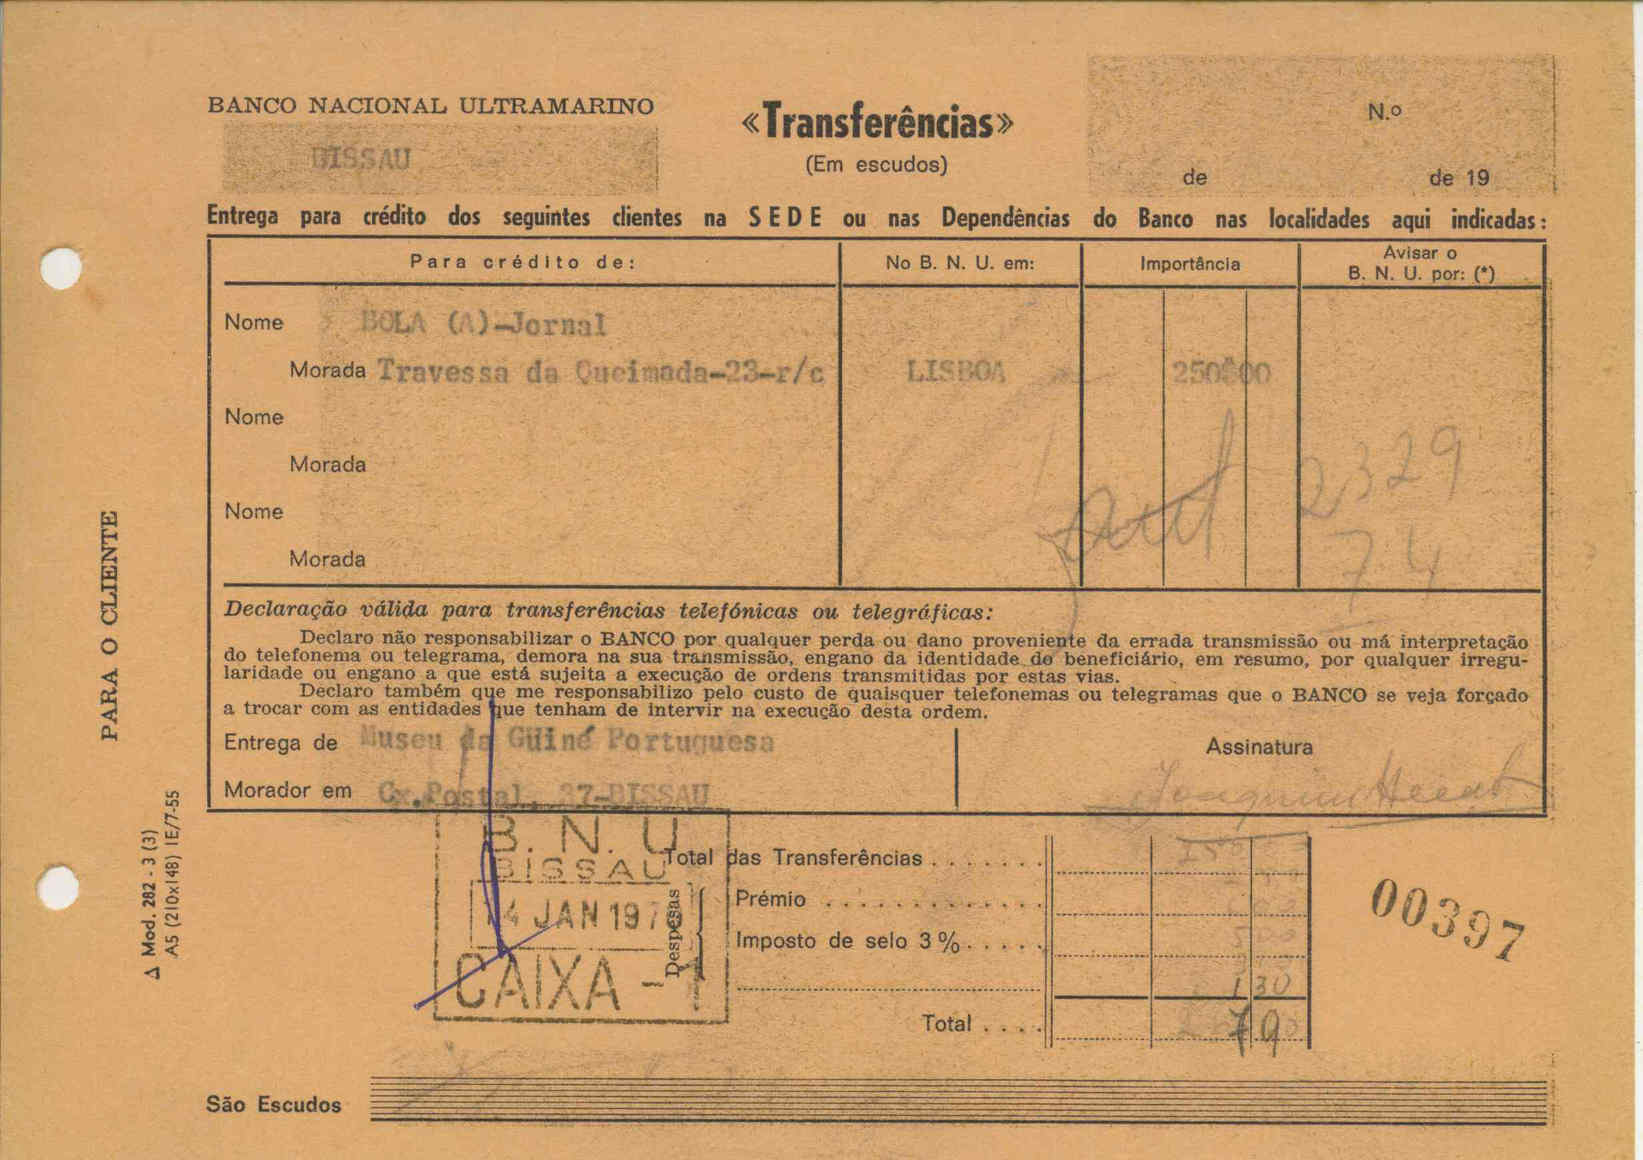 BANCO NACIONAL ULTRAMARINO
BISSAU
«Transferências»
(Em escudos)
N.º
de de 19
Entrega para crédito dos seguintes clientes na SEDE ou nas Dependências do Banco nas localidades aqui indicadas:
Para crédito de: No B. N. U. em: Importância Avisar o B. N. U. por: (*)
Nome BOLA (A)-Jornal
Morada Travessa da Queimada-23-r/c LISBOA 250$00
Nome
Morada
Nome
Morada
2329
74
Declaração válida para transferências telefónicas ou telegráficas:
Declaro não responsabilizar o BANCO por qualquer perda ou dano proveniente da errada transmissão ou má interpretação
do telefonema ou telegrama, demora na sua transmissão, engano da identidade do beneficiário, em resumo, por qualquer irregu-
laridade ou engano a que está sujeita a execução de ordens transmitidas por estas vias.
Declaro também que me responsabilizo pelo custo de quaisquer telefonemas ou telegramas que o BANCO se veja forçado
a trocar com as entidades que tenham de intervir na execução desta ordem.
Entrega de Museu da Guiné Portuguesa
Assinatura
Morador em Cx.Postal, 37-BISSAU
B. N. U
BISSAU
14 JAN 197
CAIXA - 1
Total das Transferências
Despesas
Prémio
Imposto de selo 3%
1 30
Total
00397
São Escudos
PARA O CLIENTE
Δ Mod. 282 - 3 (3)
A5 (210x148) IE/7-55